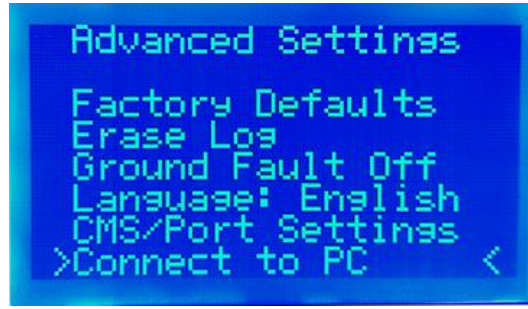 Advanced Settings
Factory Defaults
Erase Log
Ground Fault Off
Language: English
CMS/Port Settings
>Connect to PC <